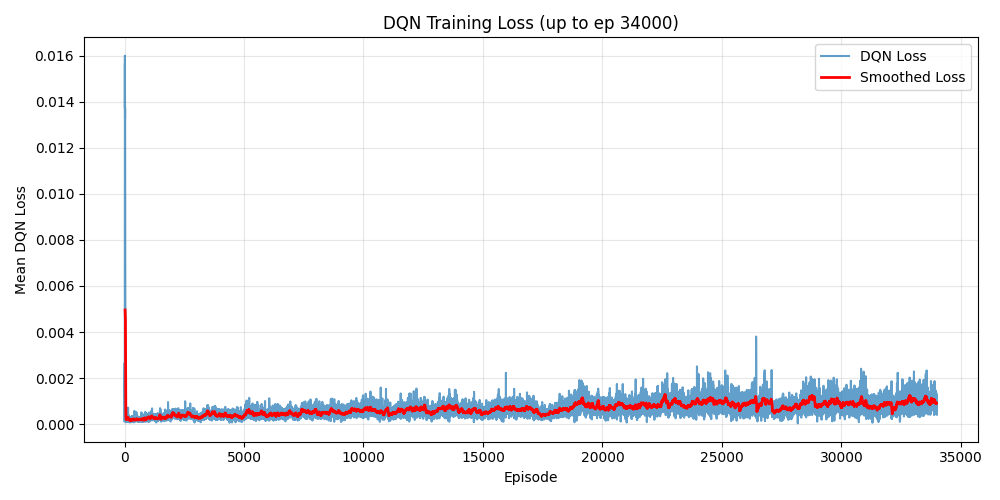 DQN Training Loss (up to ep 34000)
DQN Loss
Smoothed Loss
Mean DQN Loss
0.016
0.014
0.012
0.010
0.008
0.006
0.004
0.002
0.000
0 5000 10000 15000 20000 25000 30000 35000
Episode